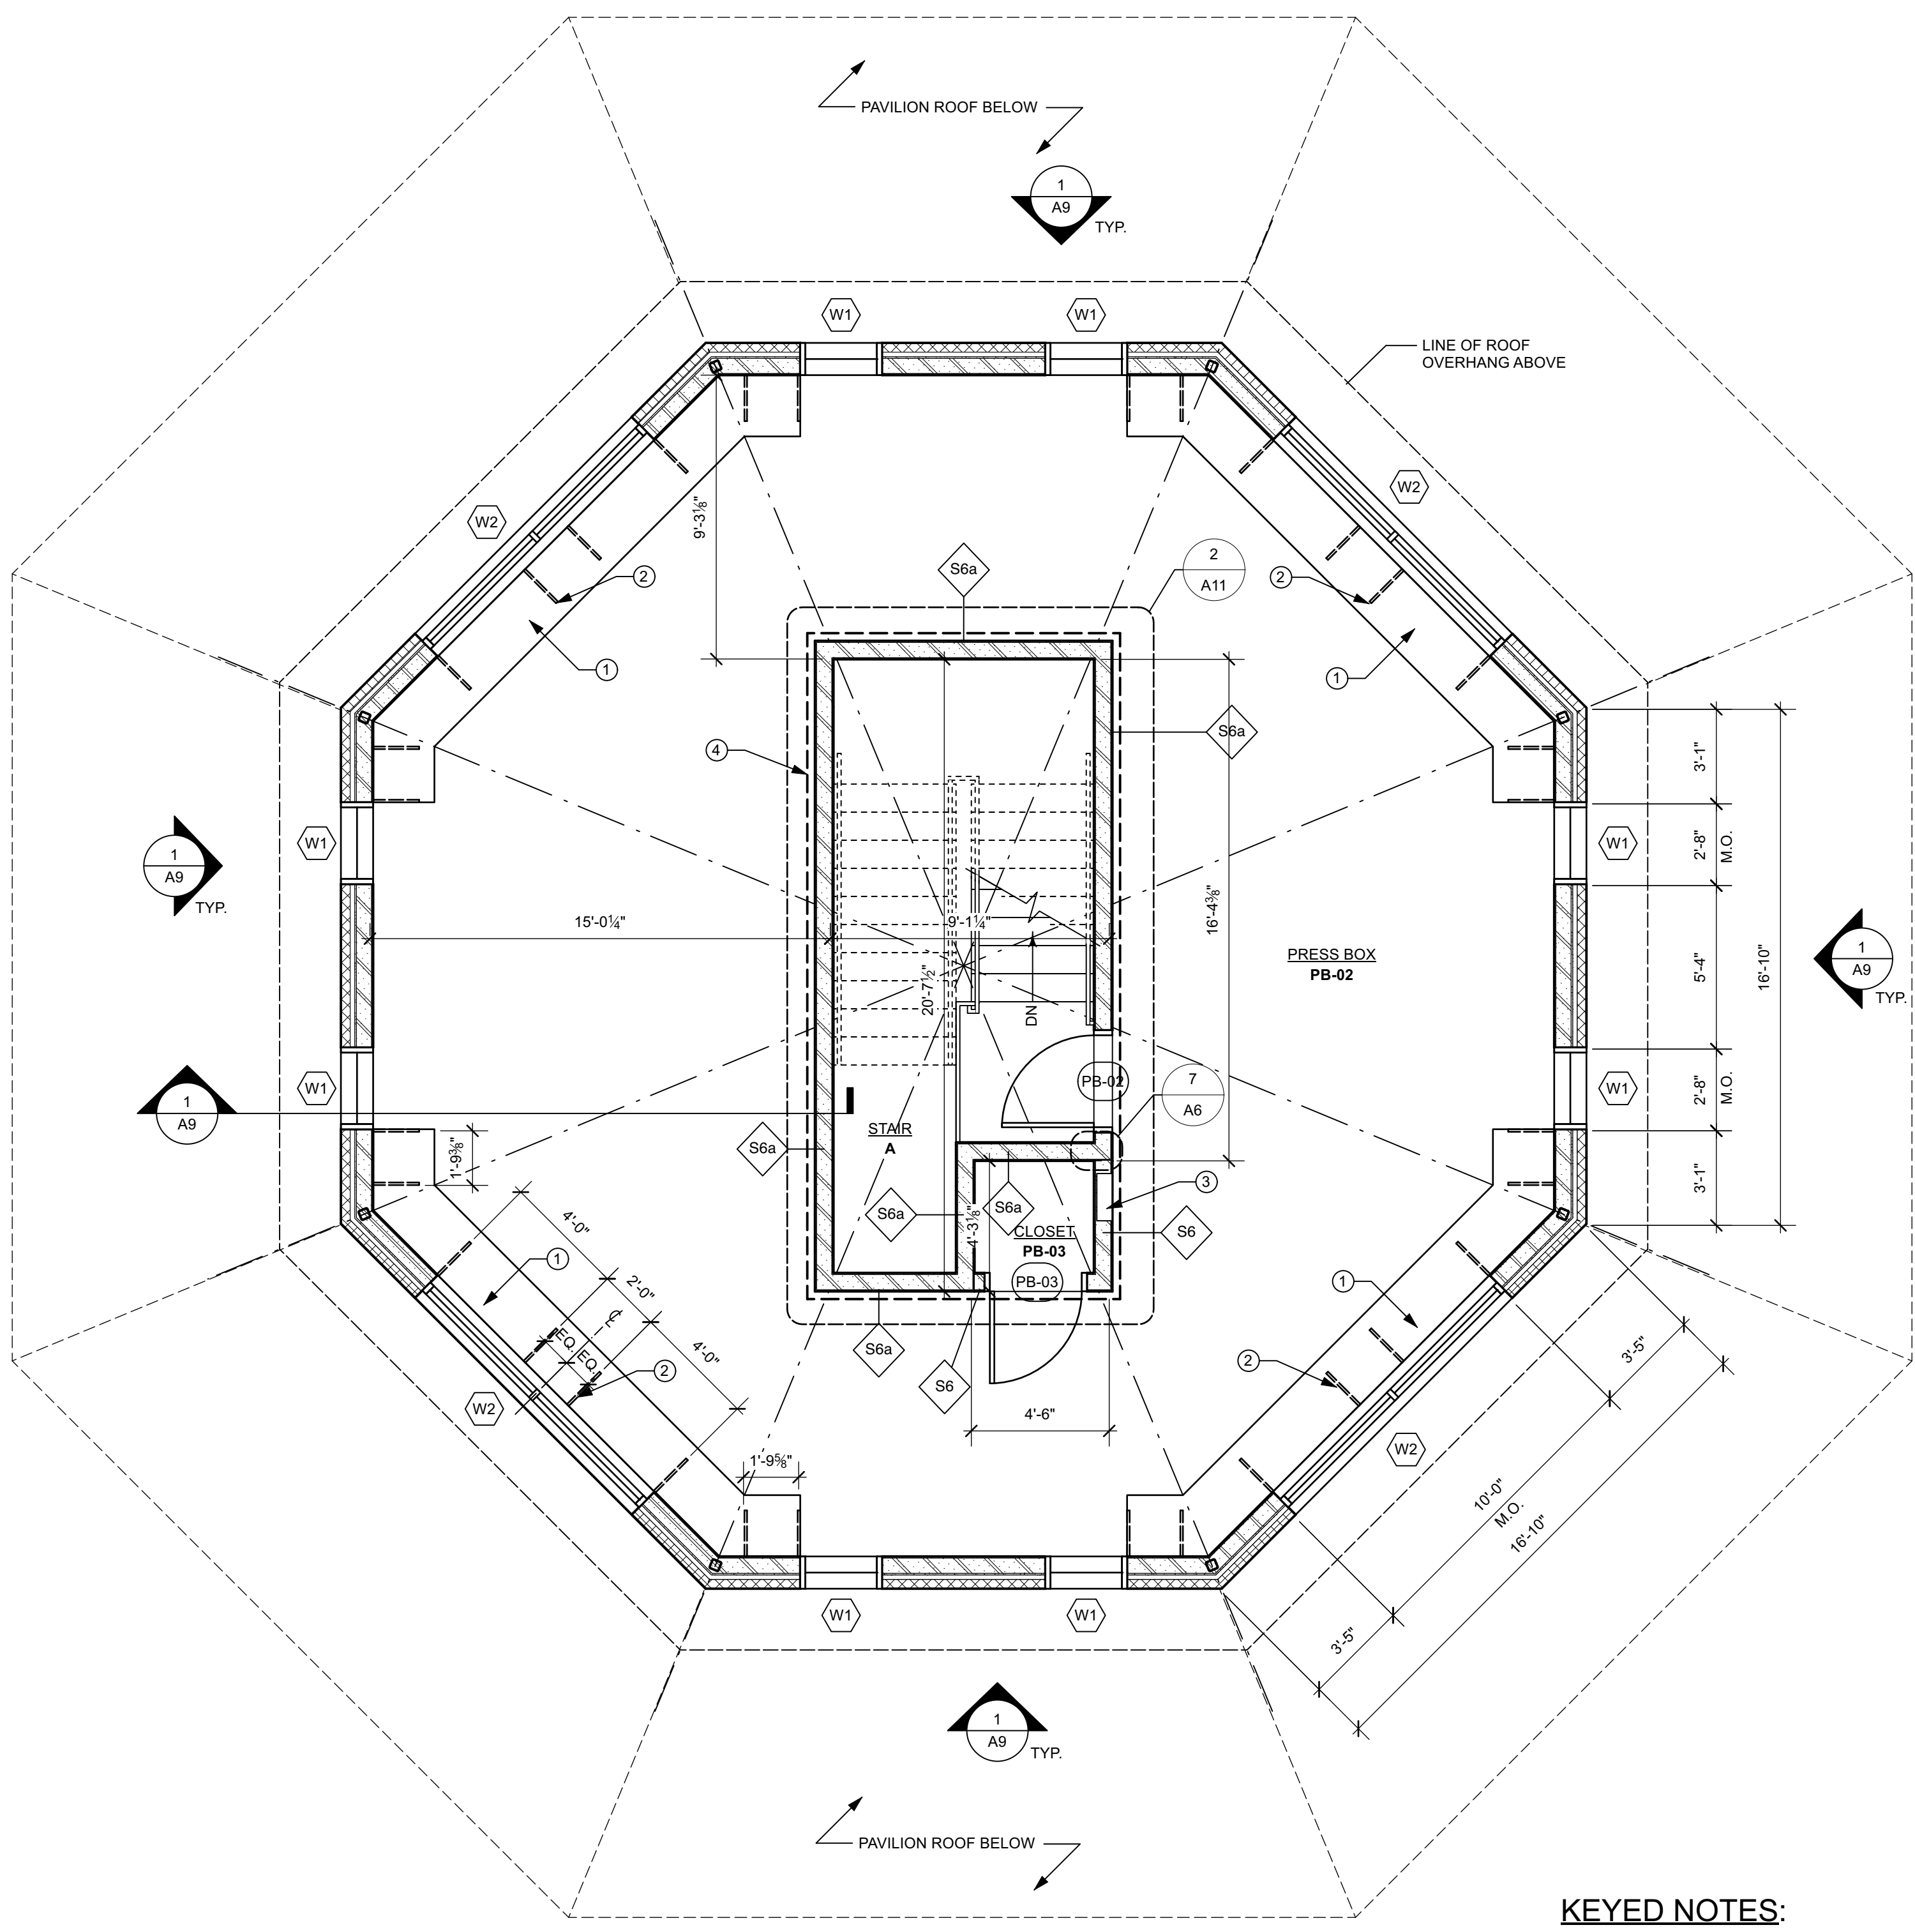 PAVILION ROOF BELOW
1
A9
TYP.
W1
W1
LINE OF ROOF
OVERHANG ABOVE
W2
W2
9'-3⅛"
2
A11
S6a
2
2
1
1
S6a
4
3'-1"
W1
2'-8"
M.O.
W1
1
A9
TYP.
15'-0¼"
9'-1¼"
16'-4⅜"
PRESS BOX
PB-02
5'-4"
16'-10"
1
A9
TYP.
20'-7½"
DN
PB-02
7
A6
W1
2'-8"
M.O.
W1
1
A9
STAIR
A
S6a
1'-9⅜"
3'-1"
3
S6a
S6a
4'-3⅛"
CLOSET
PB-03
S6
PB-03
4'-0"
1
2'-0"
℄
EQ.
EQ.
4'-0"
2
1
2
S6a
S6
3'-5"
W2
4'-6"
W2
1'-9⅝"
10'-0"
M.O.
16'-10"
3'-5"
W1
W1
1
A9
TYP.
PAVILION ROOF BELOW
KEYED NOTES: